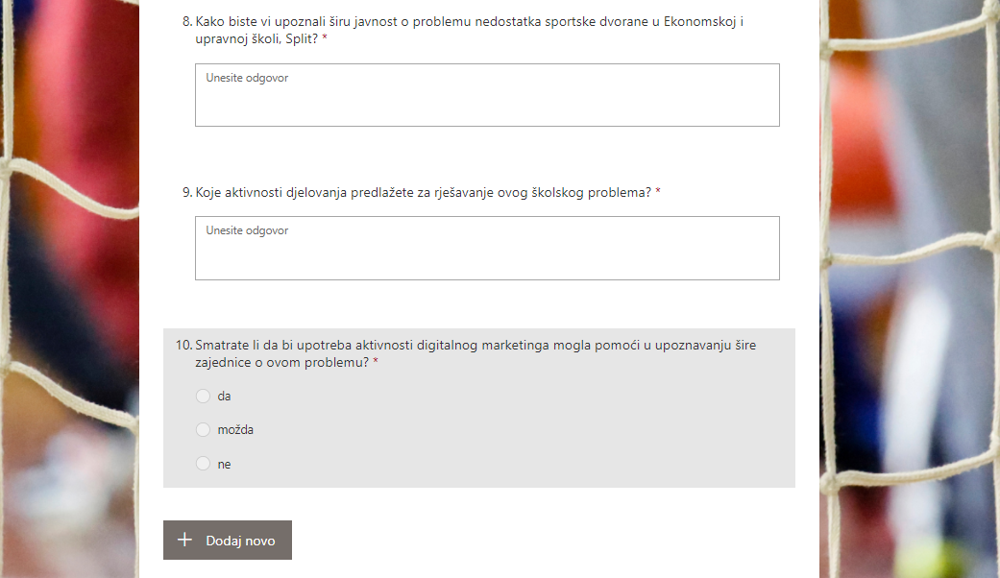 8. Kako biste vi upoznali širu javnost o problemu nedostatka sportske dvorane u Ekonomskoj i
upravnoj školi, Split? *
Unesite odgovor
9. Koje aktivnosti djelovanja predlažete za rješavanje ovog školskog problema? *
Unesite odgovor
10. Smatrate li da bi upotreba aktivnosti digitalnog marketinga mogla pomoći u upoznavanju šire
zajednice o ovom problemu? *
da
možda
ne
+ Dodaj novo